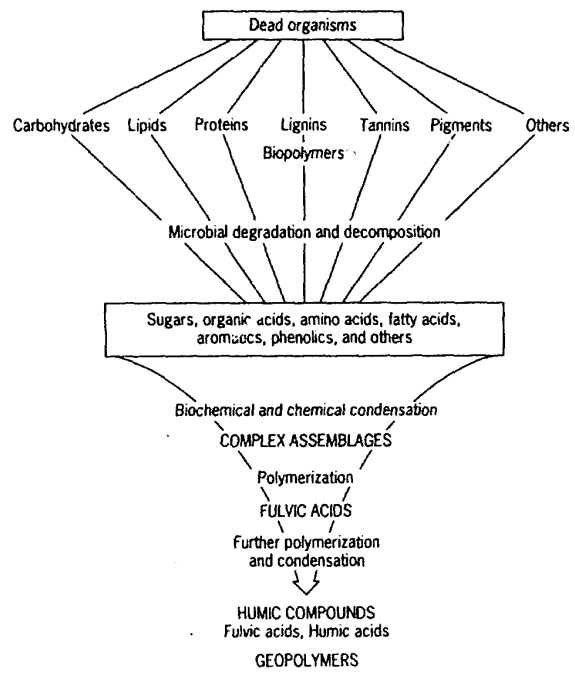 Dead organisms
Carbohydrates Lipids Proteins Lignins Tannins Pigments Others
Biopolymers
Microbial degradation and decomposition
Sugars, organic acids, amino acids, fatty acids,
phenolics, and others
Biochemical and chemical condensation
COMPLEX ASSEMBLAGES
Polymerization
FULVIC ACIDS
Further polymerization
and condensation
HUMIC COMPOUNDS
Fulvic acids, Humic acids
GEOPOLYMERS